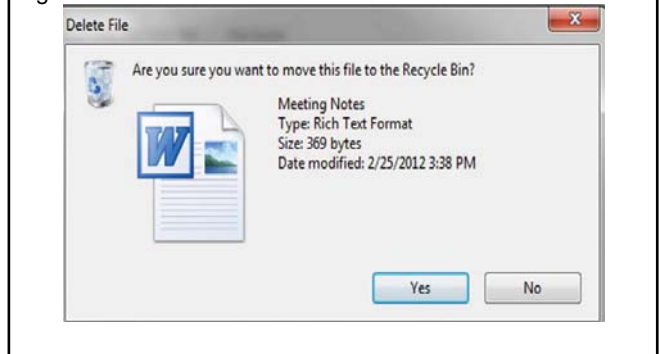 Delete File
Are you sure you want to move this file to the Recycle Bin?
Meeting Notes
Type: Rich Text Format
Size: 369 bytes
Date modified: 2/25/2012 3:38 PM
Yes No